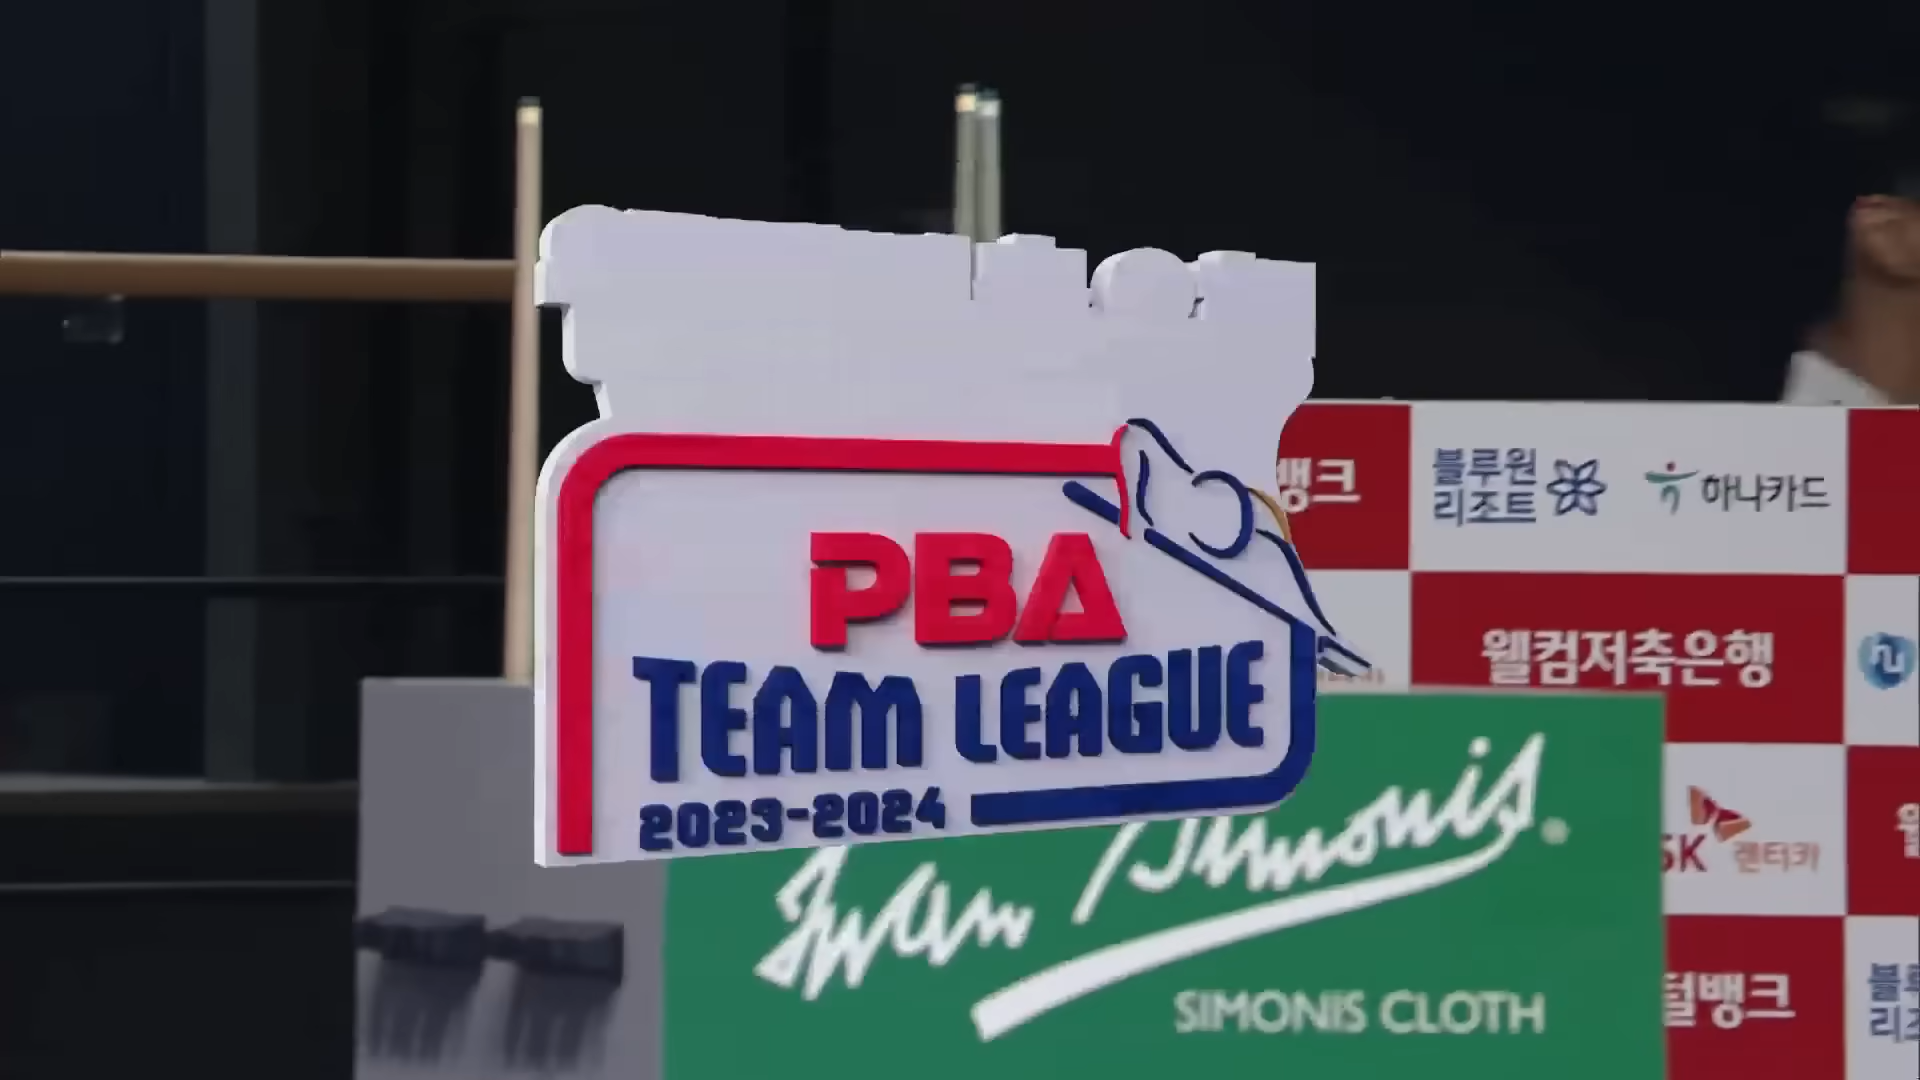 PBA
TEAM LEAGUE
2023-2024
뱅크
블루원
리조트
하나카드
웰컴저축은행
Iwan Simonis
SIMONIS CLOTH
SK 렌터카
뱅크